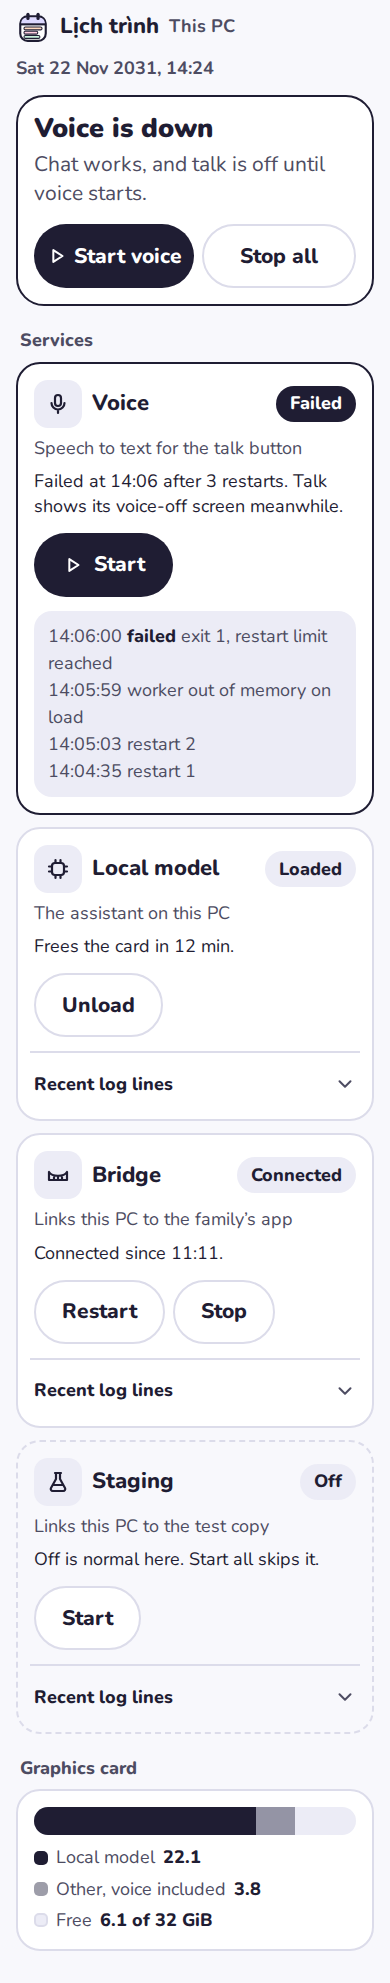 Lịch trình This PC
Sat 22 Nov 2031, 14:24
Voice is down
Chat works, and talk is off until
voice starts.
Start voice
Stop all
Services
Voice
Failed
Speech to text for the talk button
Failed at 14:06 after 3 restarts. Talk
shows its voice-off screen meanwhile.
Start
14:06:00 failed exit 1, restart limit
reached
14:05:59 worker out of memory on
load
14:05:03 restart 2
14:04:35 restart 1
Local model
Loaded
The assistant on this PC
Frees the card in 12 min.
Unload
Recent log lines
Bridge
Connected
Links this PC to the family’s app
Connected since 11:11.
Restart
Stop
Recent log lines
Staging
Off
Links this PC to the test copy
Off is normal here. Start all skips it.
Start
Recent log lines
Graphics card
Local model 22.1
Other, voice included 3.8
Free 6.1 of 32 GiB